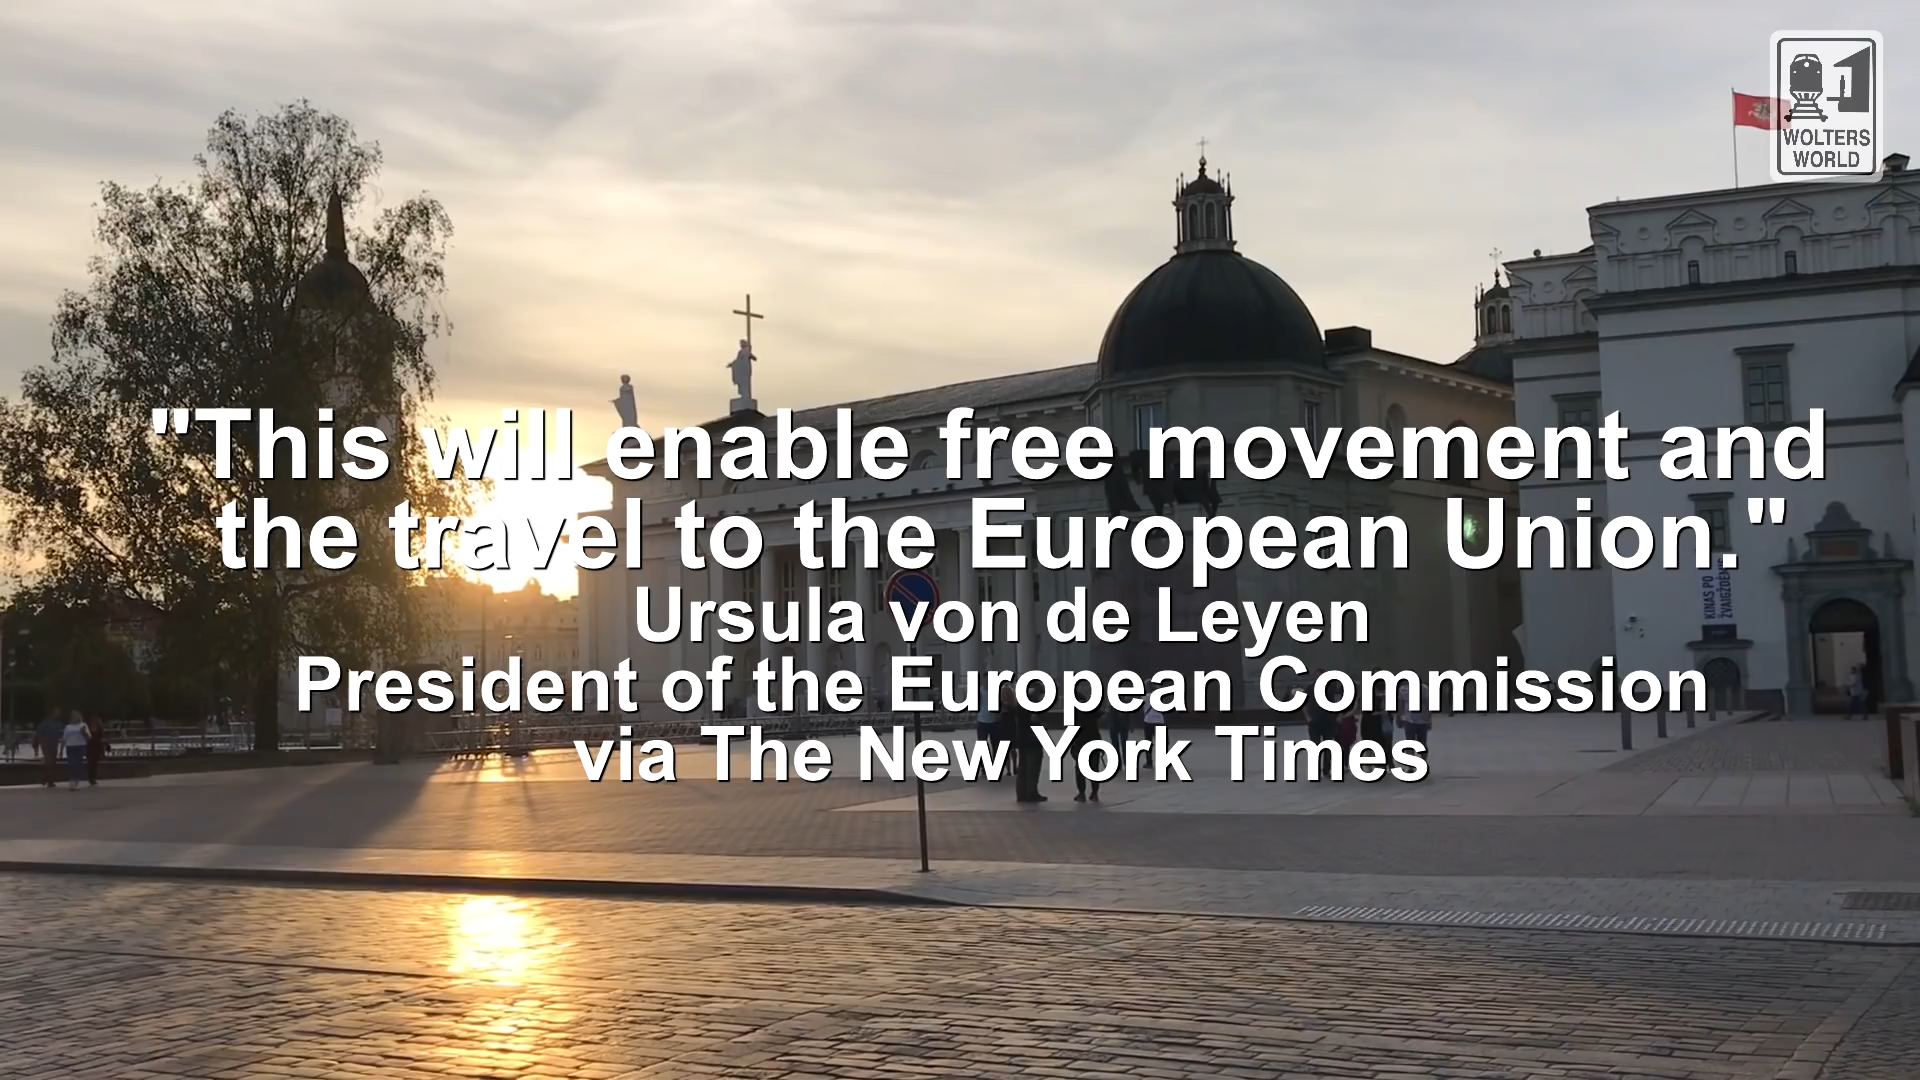 WOLTERS
WORLD
"This will enable free movement and
the travel to the European Union."
Ursula von de Leyen
President of the European Commission
via The New York Times
KINAS PO
ŽVAIGŽDĖMIS